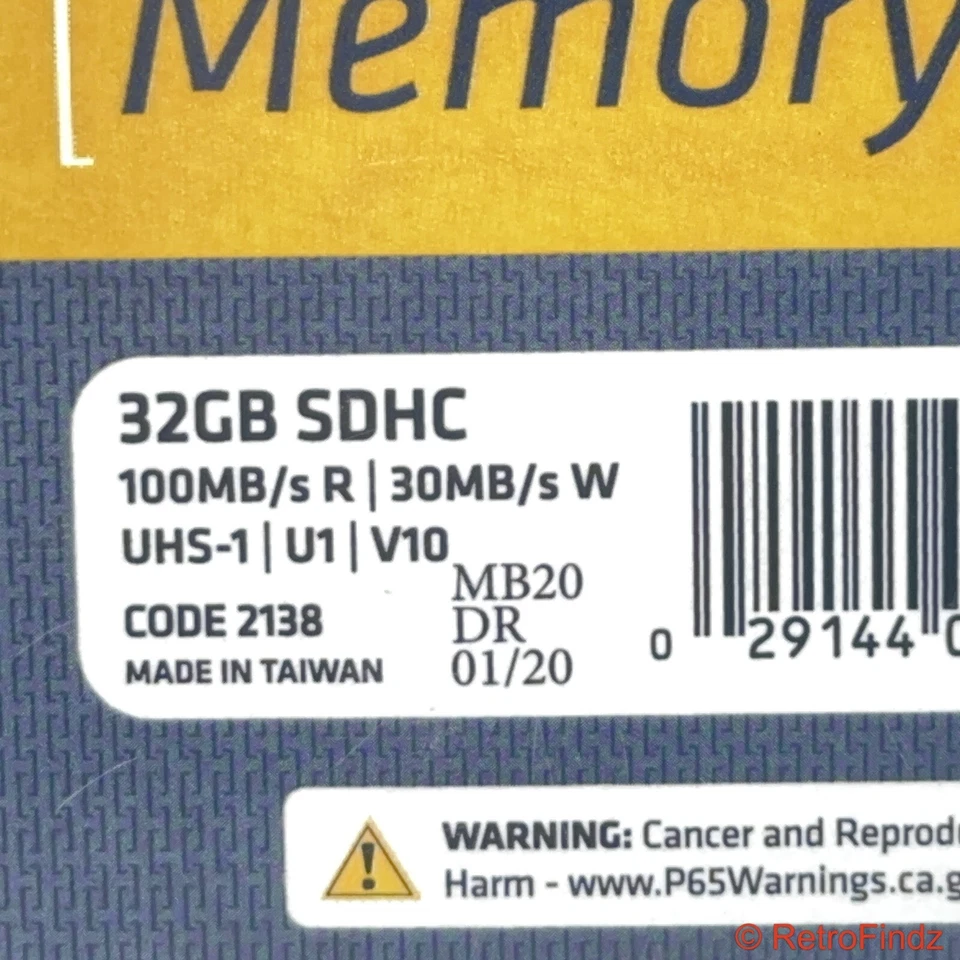 Memory
32GB SDHC
100MB/s R | 30MB/s W
UHS-1 | U1 | V10
MB20
CODE 2138
DR
MADE IN TAIWAN
01/20
0 29144
WARNING: Cancer and
Harm - www.P65Warnings.ca.g
© RetroFindz